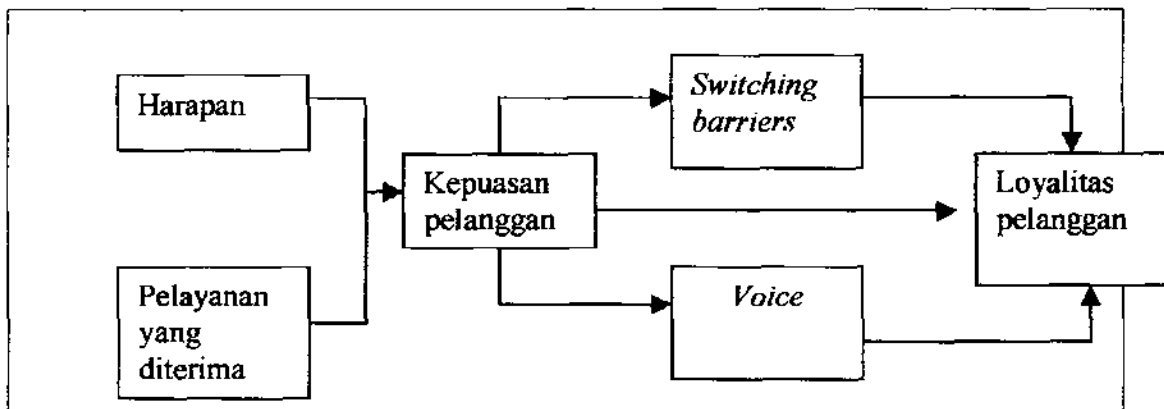 Harapan
Pelayanan
yang
diterima
Kepuasan
pelanggan
Switching
barriers
Voice
Loyalitas
pelanggan